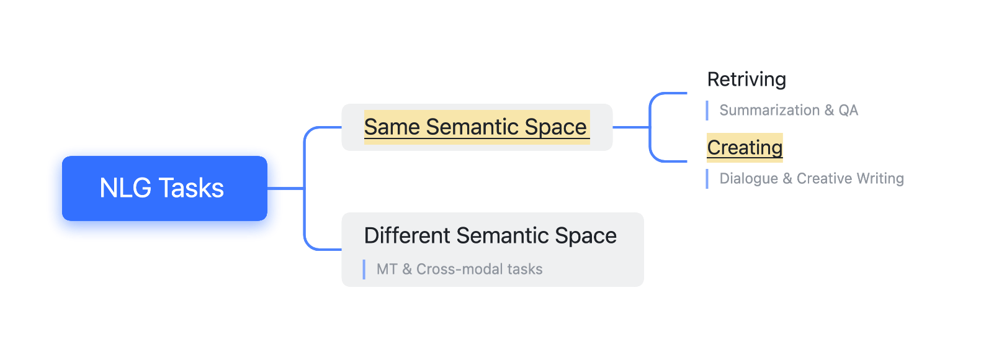 NLG Tasks
Same Semantic Space
Retriving
Summarization & QA
Creating
Dialogue & Creative Writing
Different Semantic Space
MT & Cross-modal tasks